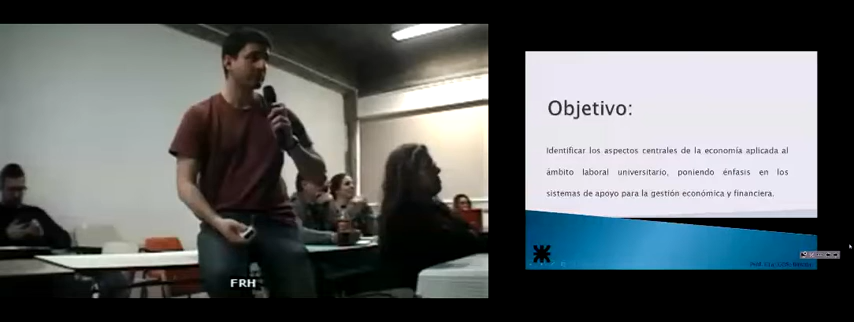 FRH
Objetivo:
Identificar los aspectos centrales de la economía aplicada al
ámbito laboral universitario, poniendo énfasis en los
sistemas de apoyo para la gestión económica y financiera.